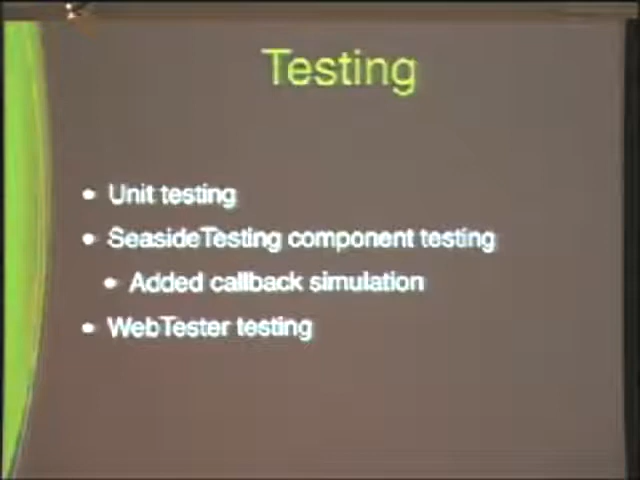 Testing
Unit testing
SeasideTesting component testing
Added callback simulation
WebTester testing